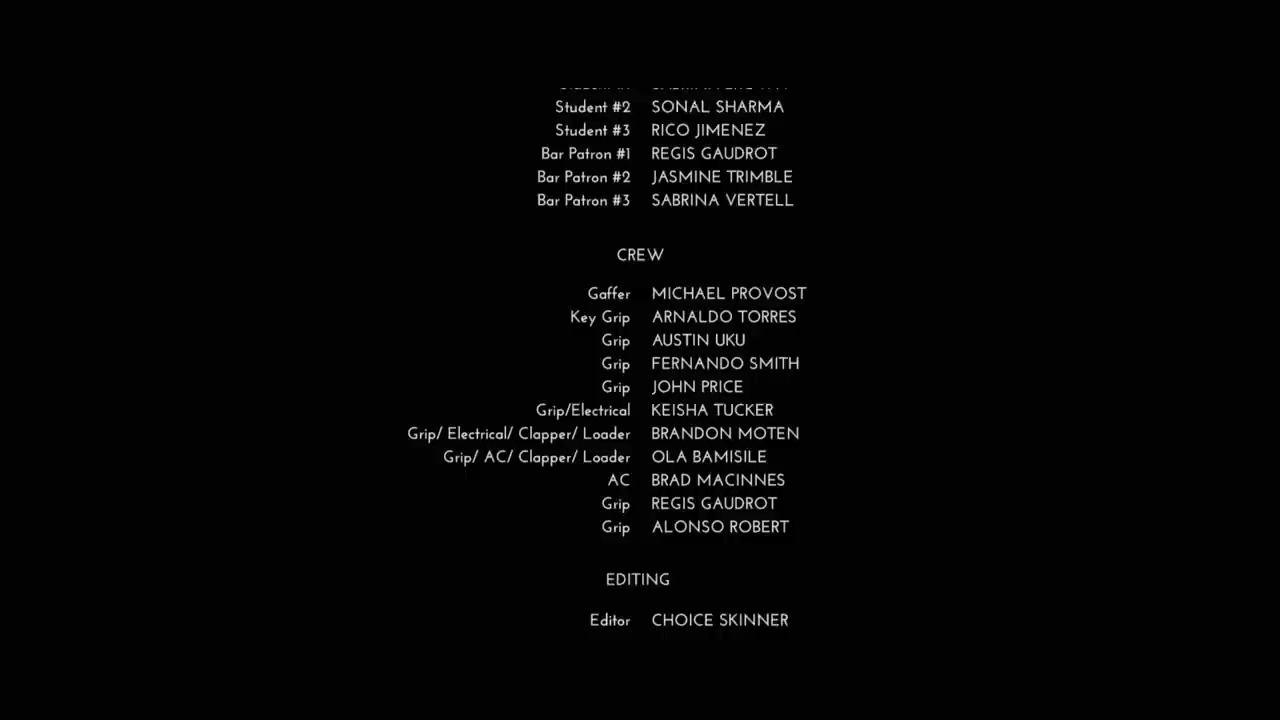 Student #2 SONAL SHARMA
Student #3 RICO JIMENEZ
Bar Patron #1 REGIS GAUDROT
Bar Patron #2 JASMINE TRIMBLE
Bar Patron #3 SABRINA VERTELL
CREW
Gaffer MICHAEL PROVOST
Key Grip ARNALDO TORRES
Grip AUSTIN UKU
Grip FERNANDO SMITH
Grip JOHN PRICE
Grip/Electrical KEISHA TUCKER
Grip/ Electrical/ Clapper/ Loader BRANDON MOTEN
Grip/ AC/ Clapper/ Loader OLA BAMISILE
AC BRAD MACINNES
Grip REGIS GAUDROT
Grip ALONSO ROBERT
EDITING
Editor CHOICE SKINNER